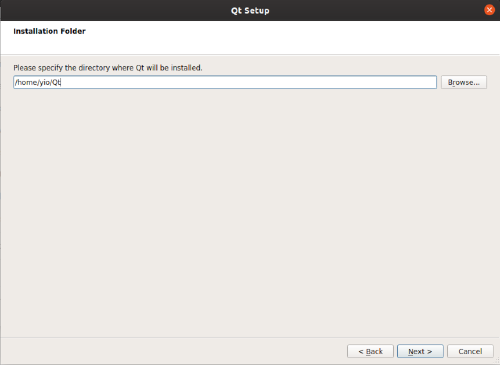 Qt Setup
Installation Folder
Please specify the directory where Qt will be installed.
/home/yio/Qt
Browse...
< Back
Next >
Cancel